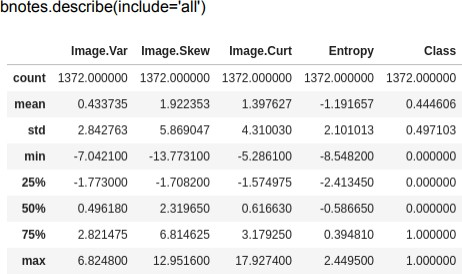 bnotes.describe(include='all')
Image.Var Image.Skew Image.Curt Entropy Class
count 1372.000000 1372.000000 1372.000000 1372.000000 1372.000000
mean 0.433735 1.922353 1.397627 -1.191657 0.444606
std 2.842763 5.869047 4.310030 2.101013 0.497103
min -7.042100 -13.773100 -5.286100 -8.548200 0.000000
25% -1.773000 -1.708200 -1.574975 -2.413450 0.000000
50% 0.496180 2.319650 0.616630 -0.586650 0.000000
75% 2.821475 6.814625 3.179250 0.394810 1.000000
max 6.824800 12.951600 17.927400 2.449500 1.000000